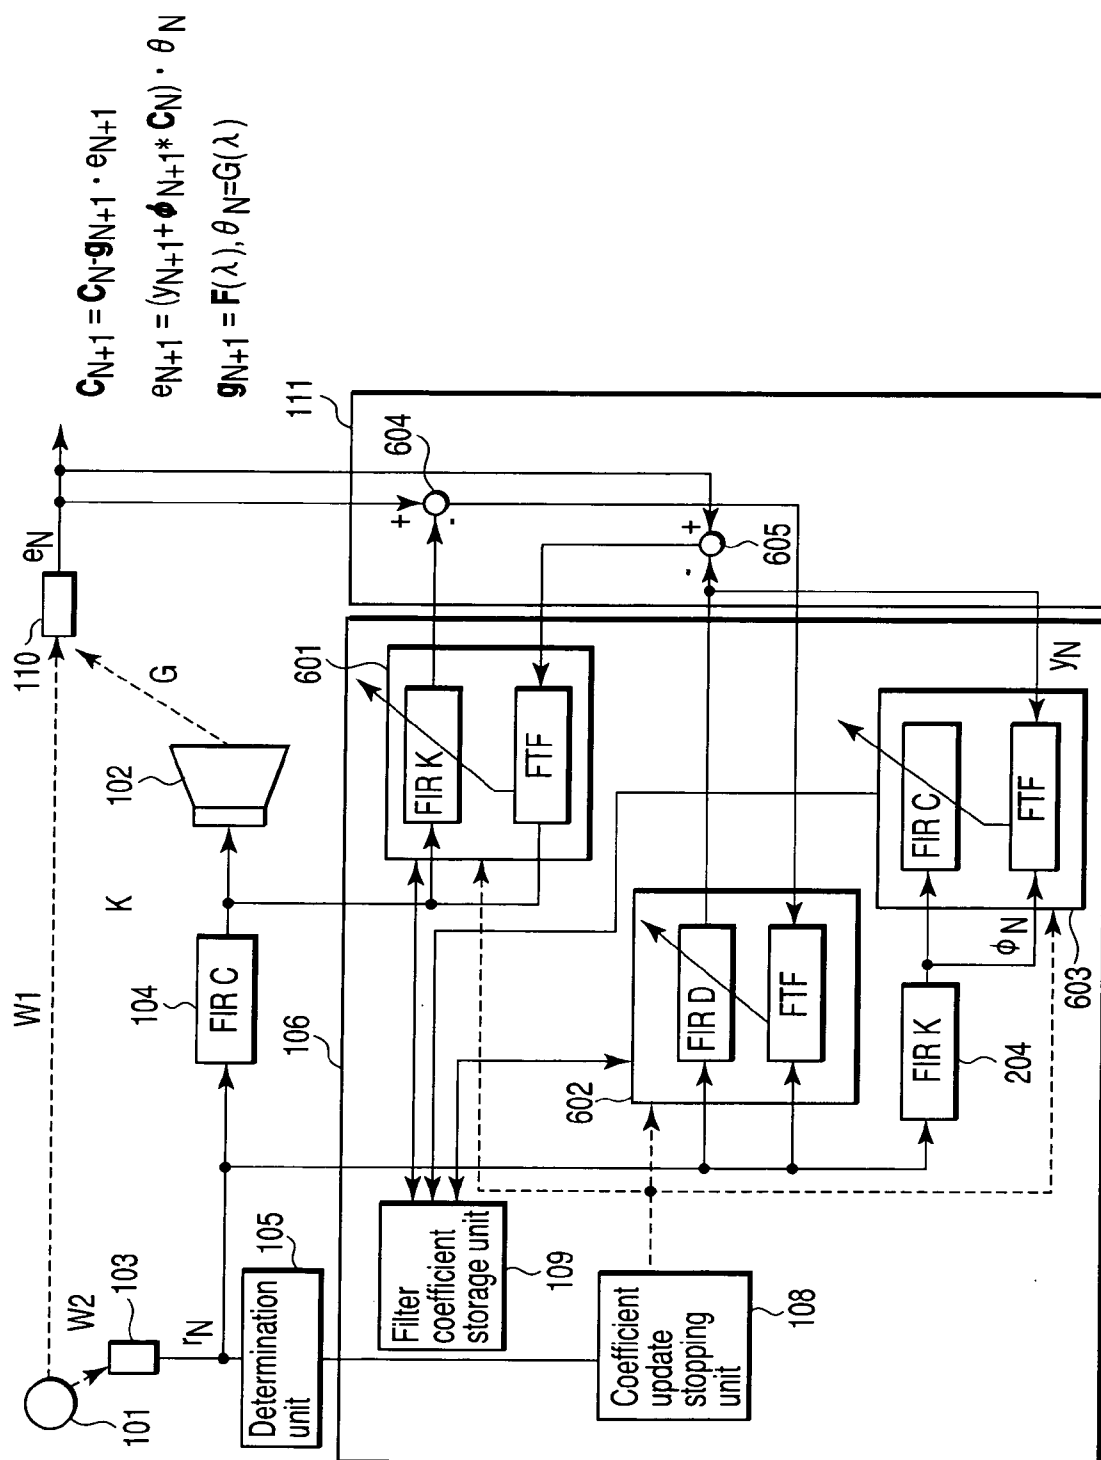 C_{N+1} = C_N - g_{N+1} · e_{N+1}
e_{N+1} = (y_{N+1} + ϕ_{N+1} * C_N) · θ_N
g_{N+1} = F(λ), θ_N = G(λ)
W1
110
e_N
101
W2
103
r_N
104
FIR C
K
102
G
105
Determination unit
106
111
Filter
coefficient
storage unit
109
601
FIR K
FTF
+
-
604
Coefficient
update
stopping
unit
108
602
FIR D
FTF
-
+
605
204
FIR K
ϕ_N
603
FIR C
FTF
y_N